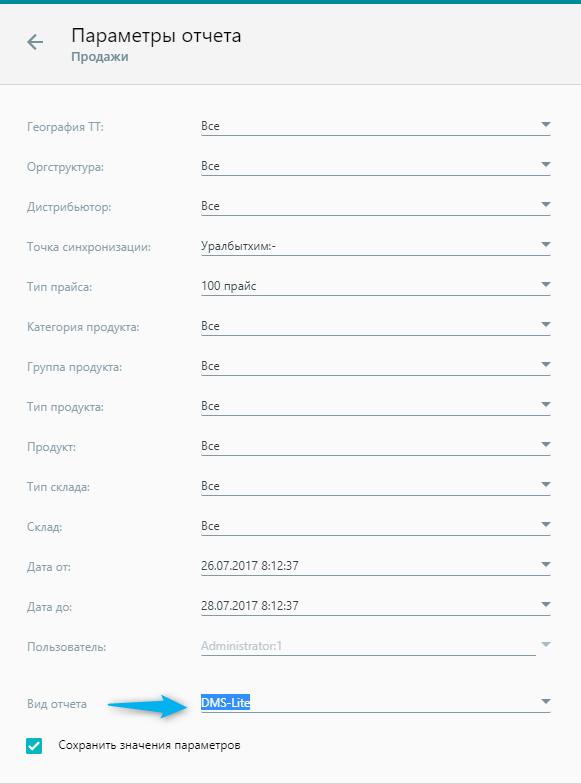 Параметры отчета
Продажи
География ТТ: Все
Оргструктура: Все
Дистрибьютор: Все
Точка синхронизации: Уралбытхим:-
Тип прайса: 100 прайс
Категория продукта: Все
Группа продукта: Все
Тип продукта: Все
Продукт: Все
Тип склада: Все
Склад: Все
Дата от: 26.07.2017 8:12:37
Дата до: 28.07.2017 8:12:37
Пользователь: Administrator:1
Вид отчета DMS-Lite
Сохранить значения параметров